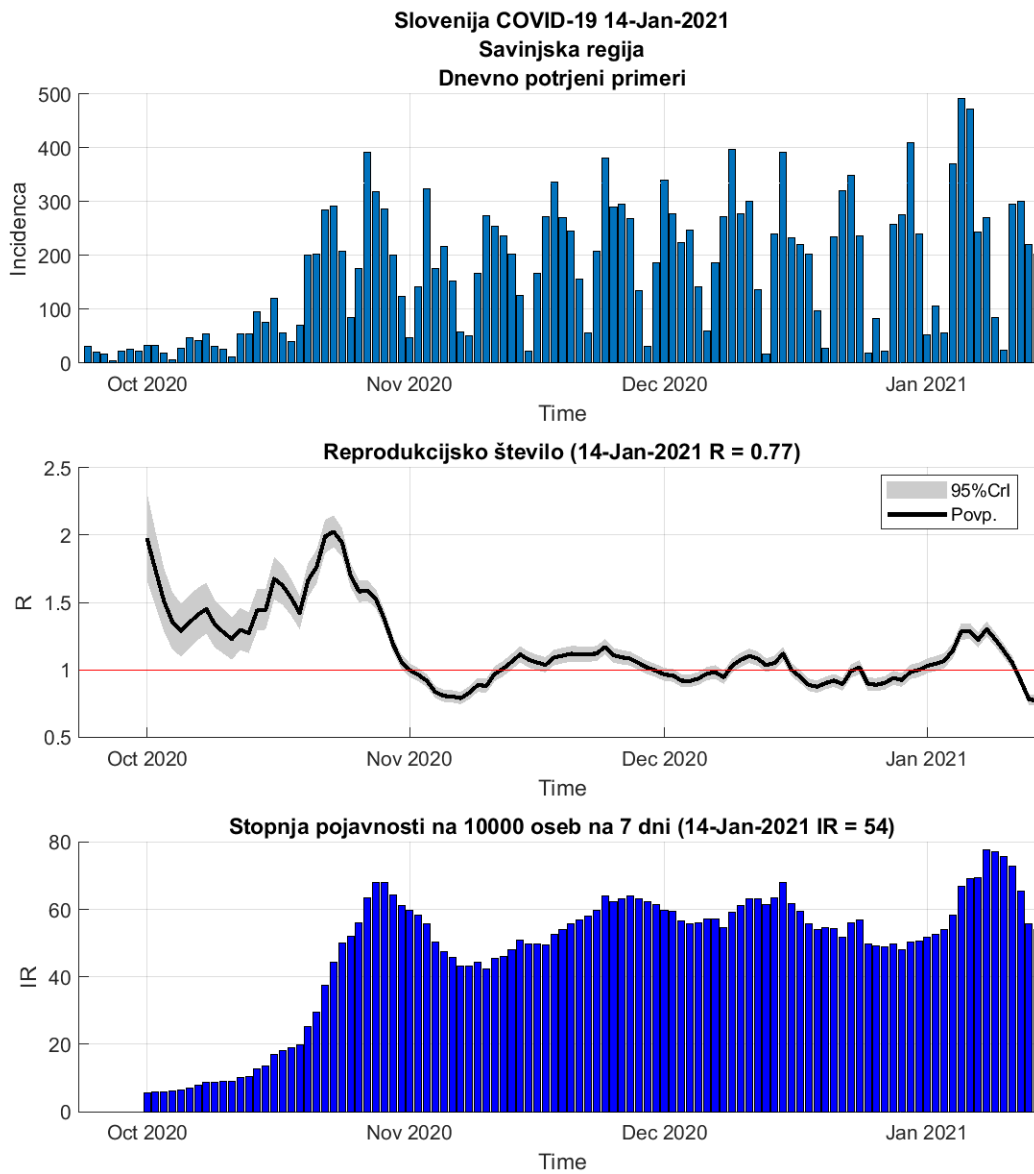 Slovenija COVID-19 14-Jan-2021
Savinjska regija
Dnevno potrjeni primeri
500
400
300
200
100
0
Incidenca
Oct 2020 Nov 2020 Dec 2020 Jan 2021
Time
Reprodukcijsko število (14-Jan-2021 R = 0.77)
2.5
2
1.5
1
0.5
R
95%CrI
Povp.
Oct 2020 Nov 2020 Dec 2020 Jan 2021
Time
Stopnja pojavnosti na 10000 oseb na 7 dni (14-Jan-2021 IR = 54)
80
60
40
20
0
IR
Oct 2020 Nov 2020 Dec 2020 Jan 2021
Time